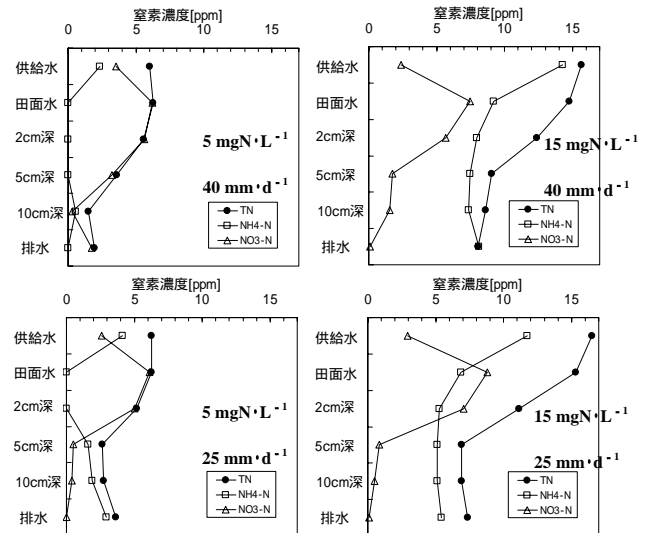 窒素濃度[ppm]
0 5 10 15
供給水
田面水
2cm深
5cm深
10cm深
排水
5 mgN・L⁻¹
40 mm・d⁻¹
TN
NH4-N
NO3-N
窒素濃度[ppm]
0 5 10 15
供給水
田面水
2cm深
5cm深
10cm深
排水
15 mgN・L⁻¹
40 mm・d⁻¹
TN
NH4-N
NO3-N
窒素濃度[ppm]
0 5 10 15
供給水
田面水
2cm深
5cm深
10cm深
排水
5 mgN・L⁻¹
25 mm・d⁻¹
TN
NH4-N
NO3-N
窒素濃度[ppm]
0 5 10 15
供給水
田面水
2cm深
5cm深
10cm深
排水
15 mgN・L⁻¹
25 mm・d⁻¹
TN
NH4-N
NO3-N